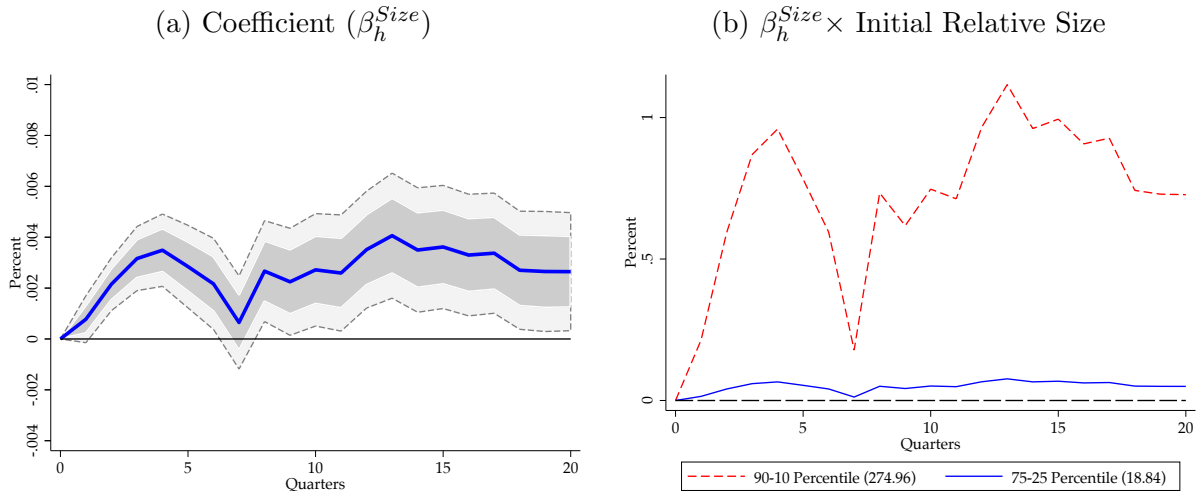 (a) Coefficient (β_h^{Size})
(b) β_h^{Size}× Initial Relative Size
Percent
.01
.008
.006
.004
.002
0
-.002
-.004
0
5
10
15
20
Quarters
Percent
1
.5
0
0
5
10
15
20
Quarters
90-10 Percentile (274.96)
75-25 Percentile (18.84)